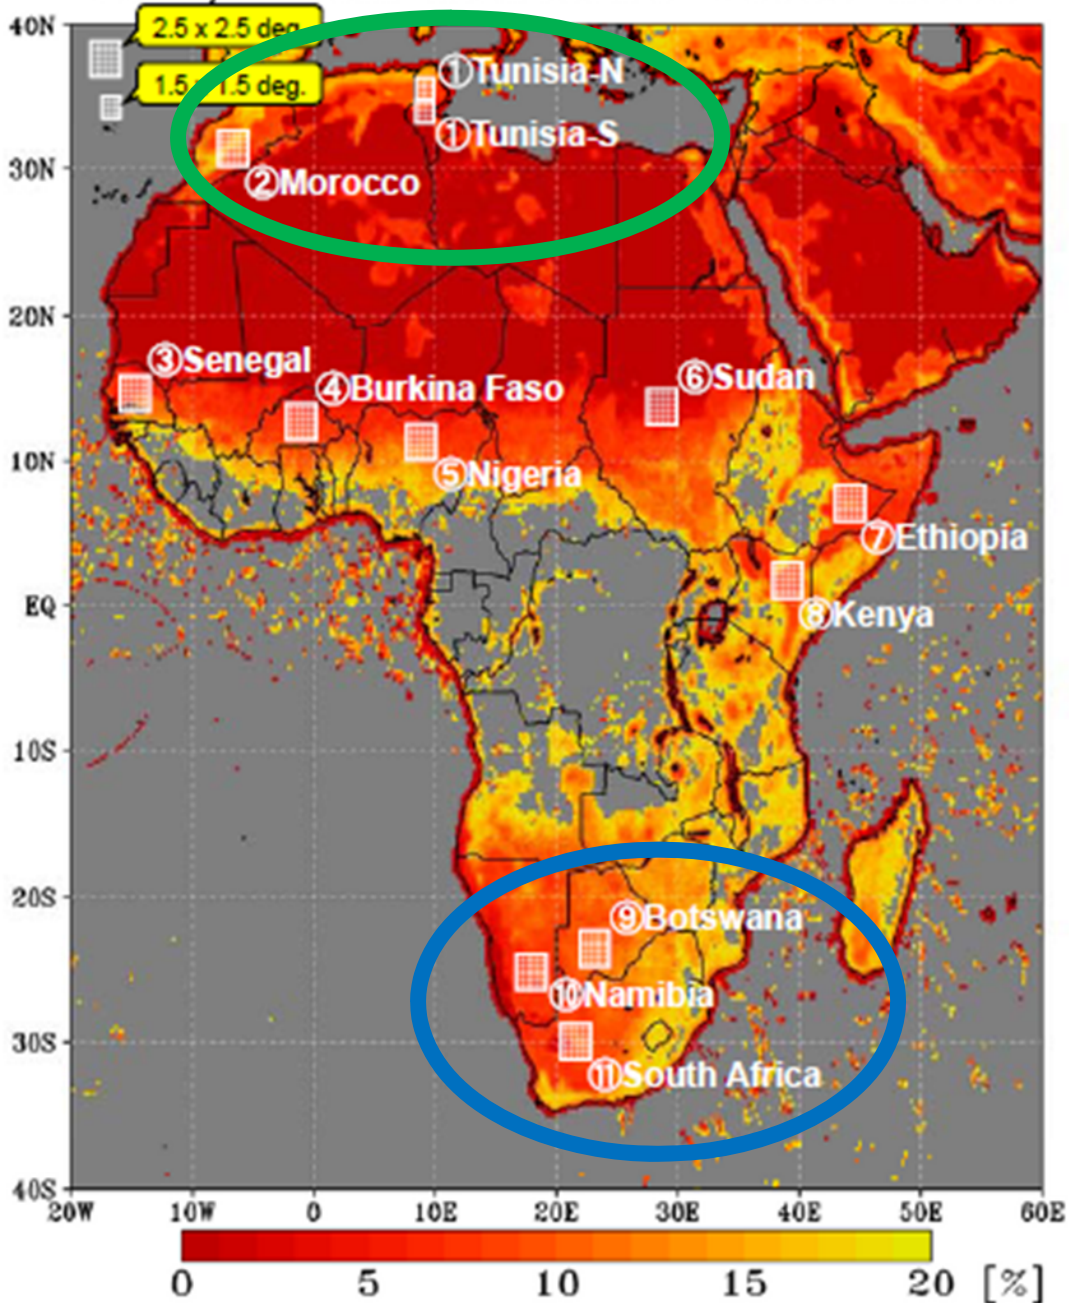 40N
2.5 x 2.5 deg.
1.5 x 1.5 deg.
①Tunisia-N
①Tunisia-S
30N
②Morocco
20N
③Senegal
④Burkina Faso
⑥Sudan
10N
⑤Nigeria
⑦Ethiopia
EQ
⑧Kenya
10S
20S
⑨Botswana
⑩Namibia
30S
⑪South Africa
40S
20W 10W 0 10E 20E 30E 40E 50E 60E
0 5 10 15 20 [%]